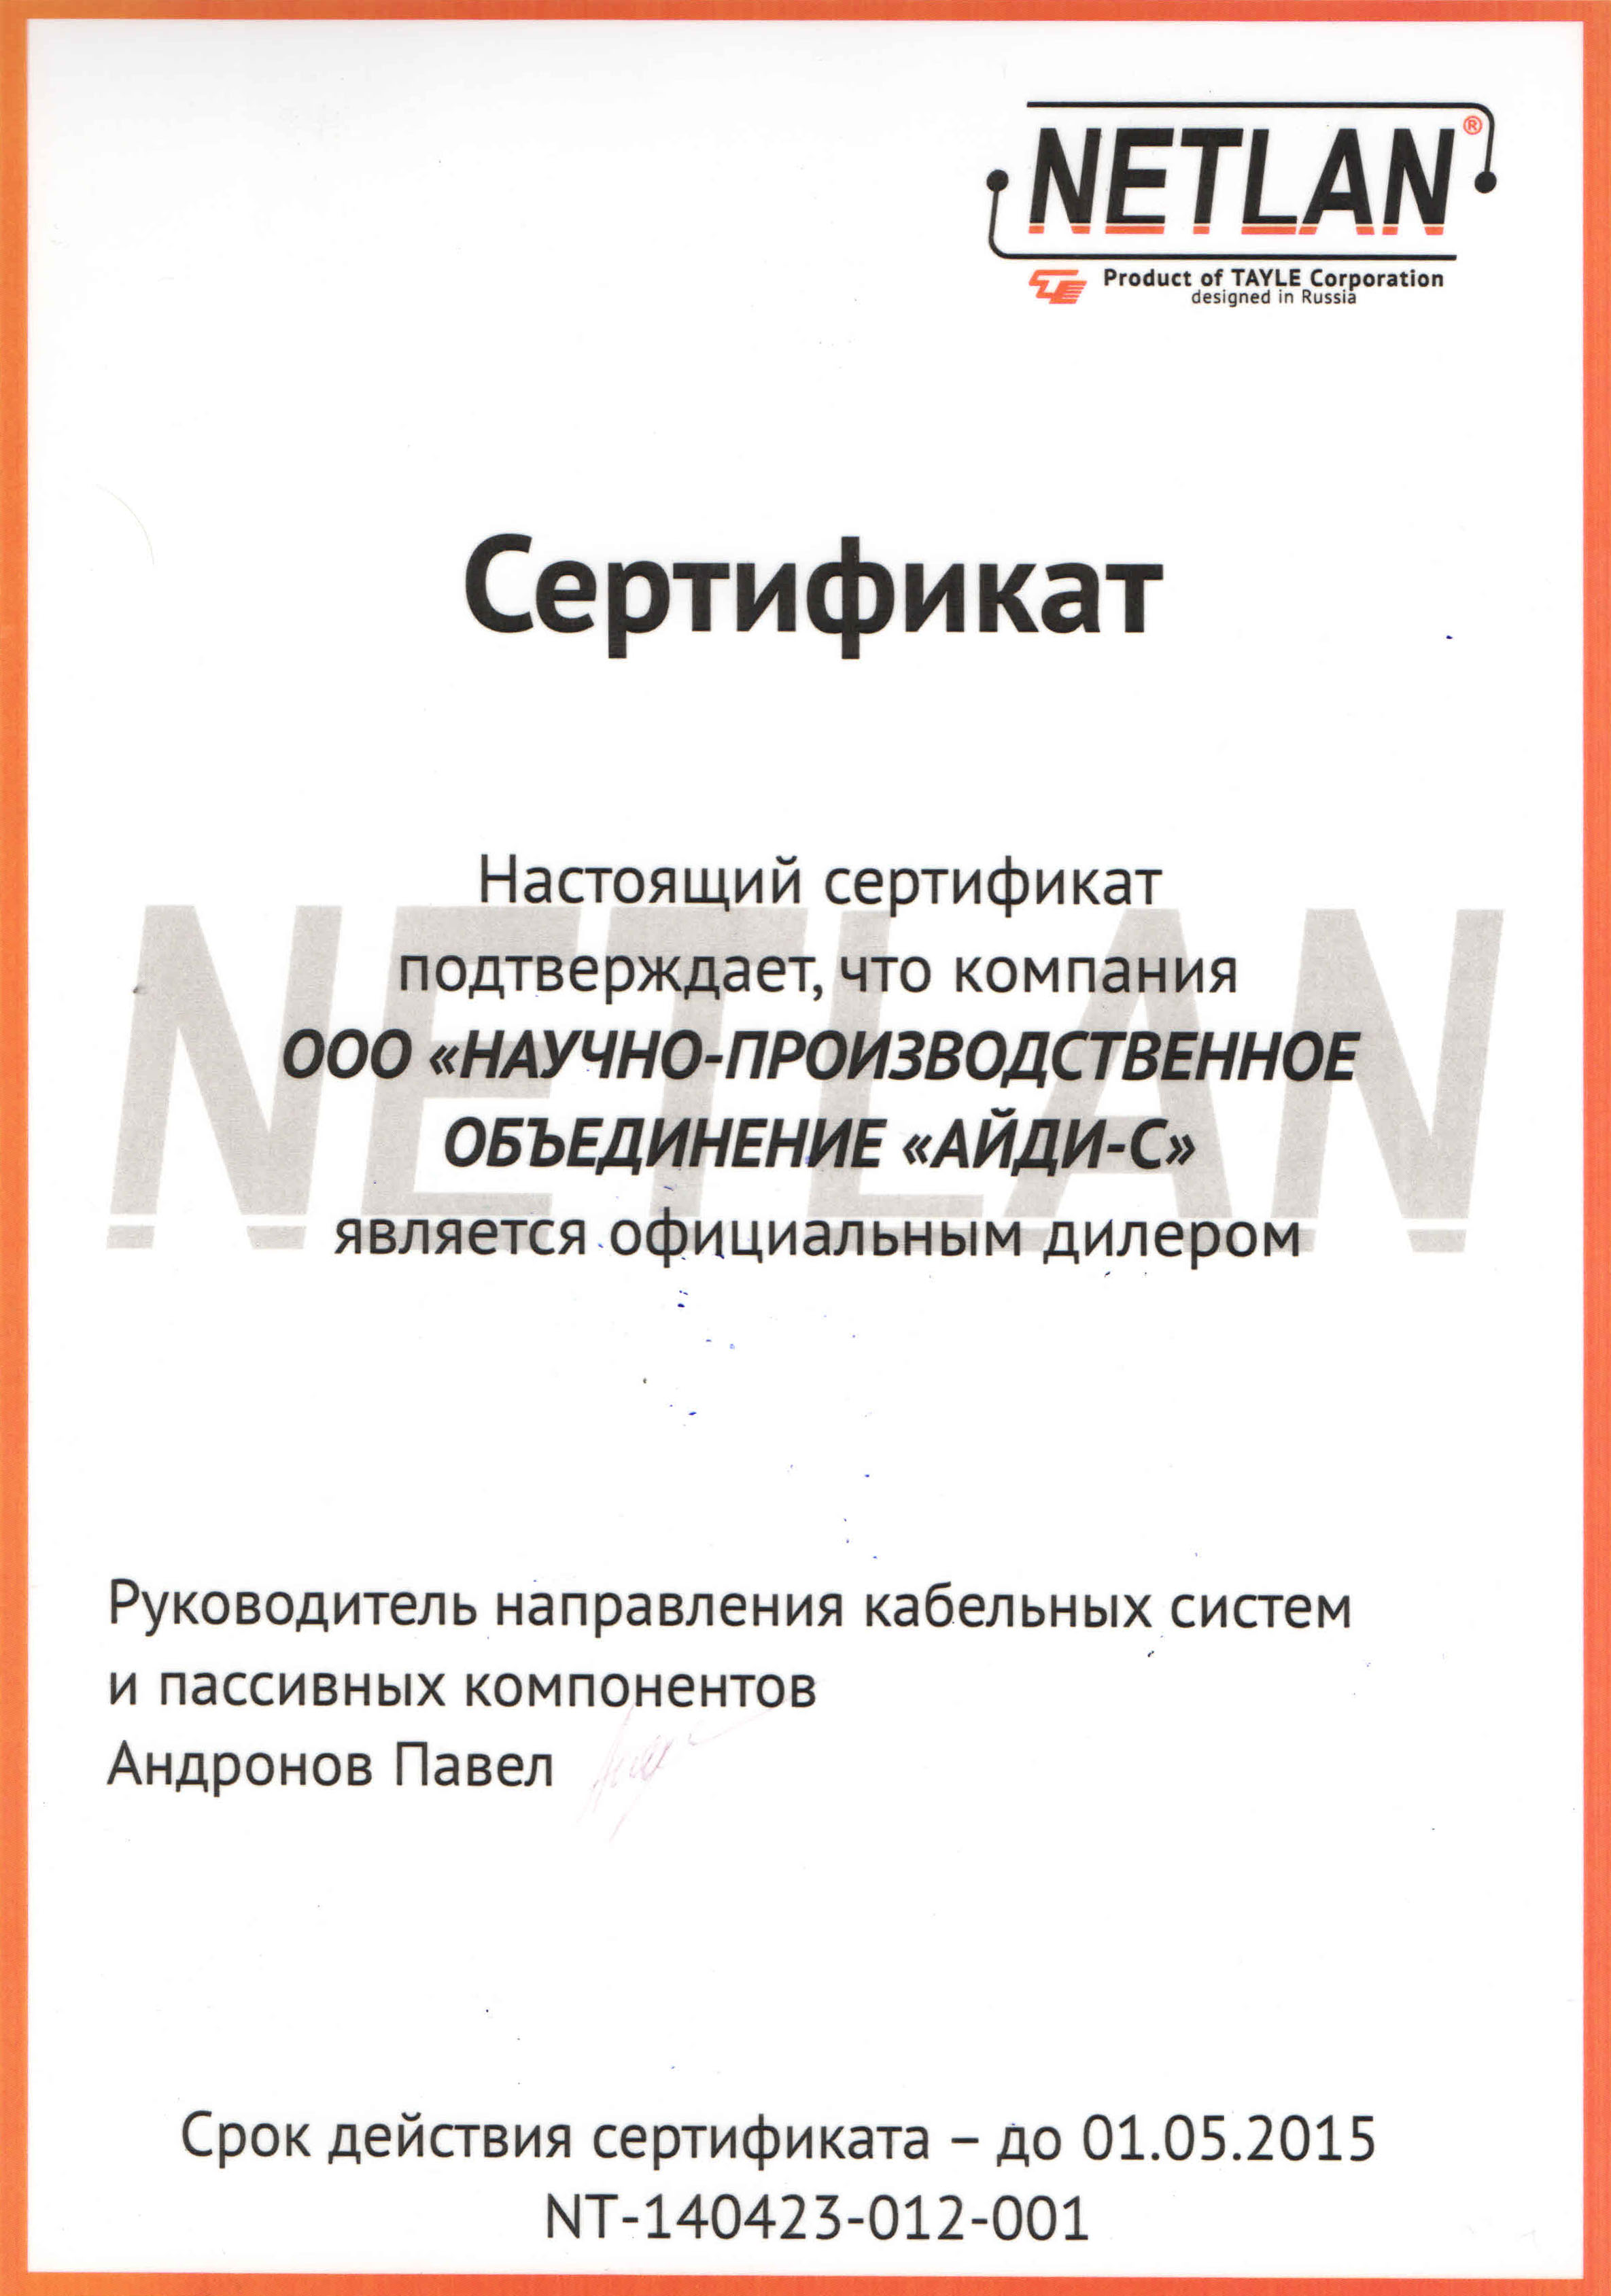 NETLAN®
Product of TAYLE Corporation
designed in Russia
Сертификат
Настоящий сертификат
подтверждает, что компания
ООО «НАУЧНО-ПРОИЗВОДСТВЕННОЕ
ОБЪЕДИНЕНИЕ «АЙДИ-С»
является официальным дилером
NETLAN
Руководитель направления кабельных систем
и пассивных компонентов
Андронов Павел
Срок действия сертификата – до 01.05.2015
NT-140423-012-001